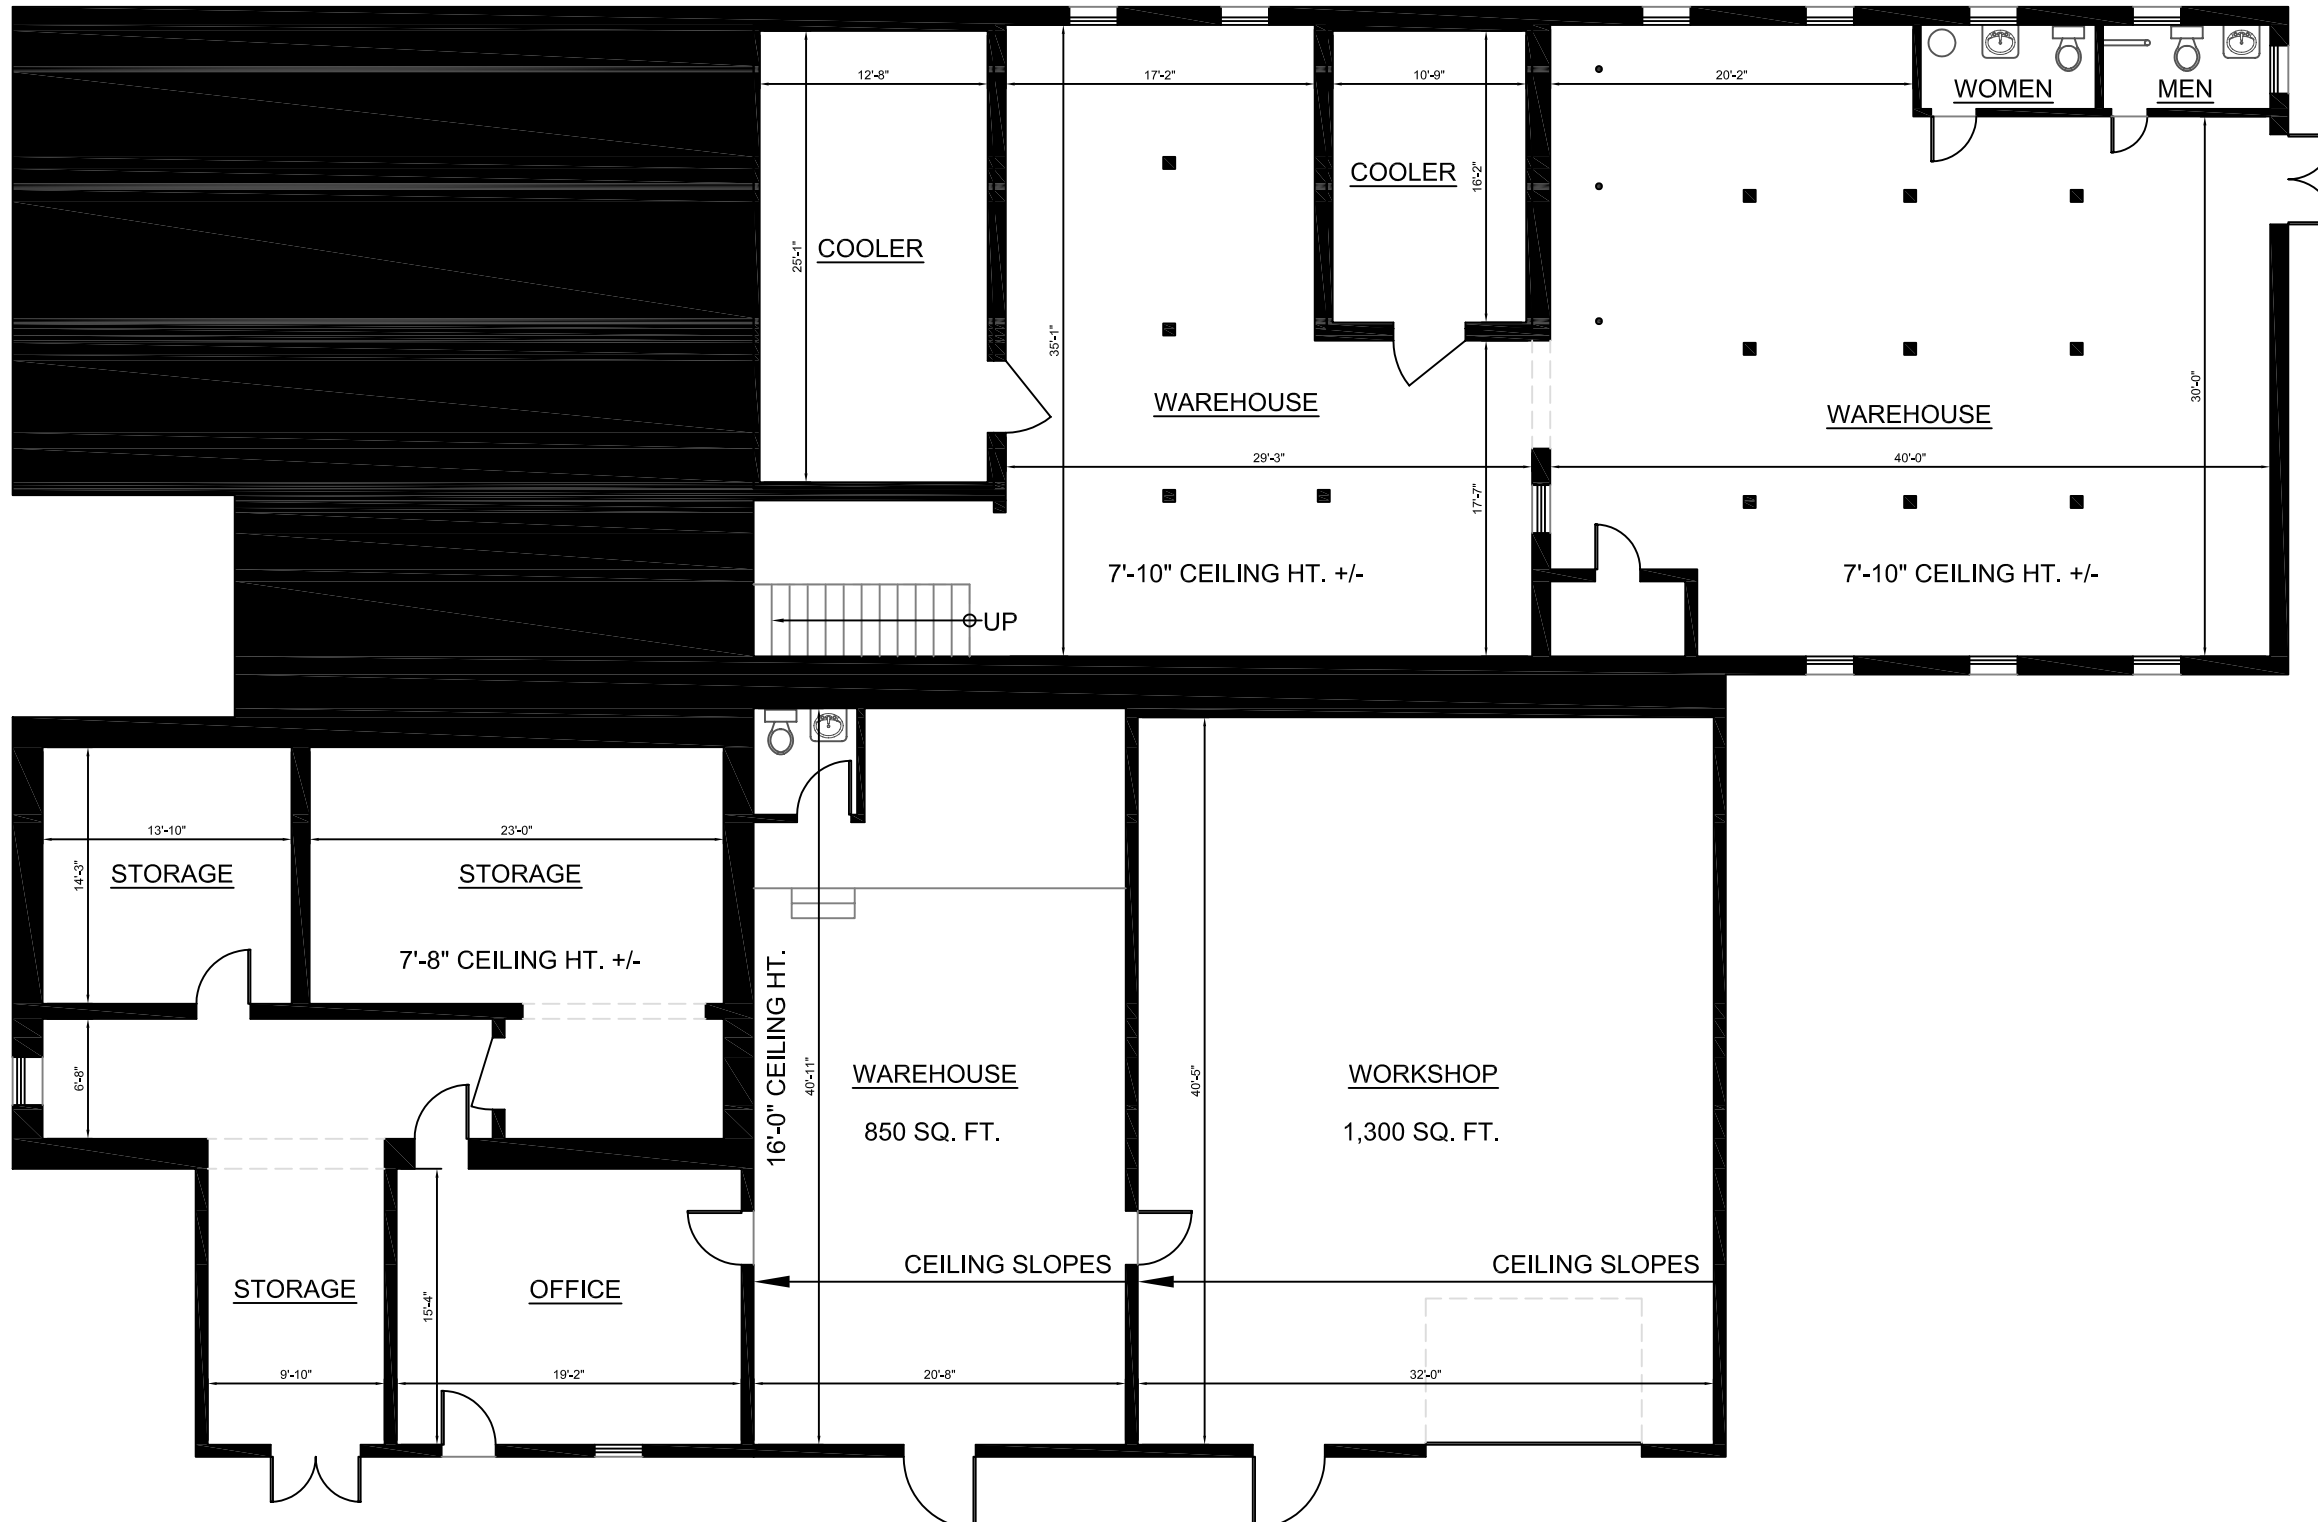 12'-8"
17'-2"
10'-9"
20'-2"
WOMEN
MEN
COOLER
16'-2"
COOLER
25'-1"
35'-1"
WAREHOUSE
WAREHOUSE
30'-0"
29'-3"
40'-0"
17'-7"
7'-10" CEILING HT. +/-
7'-10" CEILING HT. +/-
UP
13'-10"
23'-0"
14'-3"
STORAGE
STORAGE
7'-8" CEILING HT. +/-
16'-0" CEILING HT.
6'-8"
40'-11"
WAREHOUSE
850 SQ. FT.
40'-5"
WORKSHOP
1,300 SQ. FT.
CEILING SLOPES
CEILING SLOPES
STORAGE
15'-4"
OFFICE
9'-10"
19'-2"
20'-8"
32'-0"